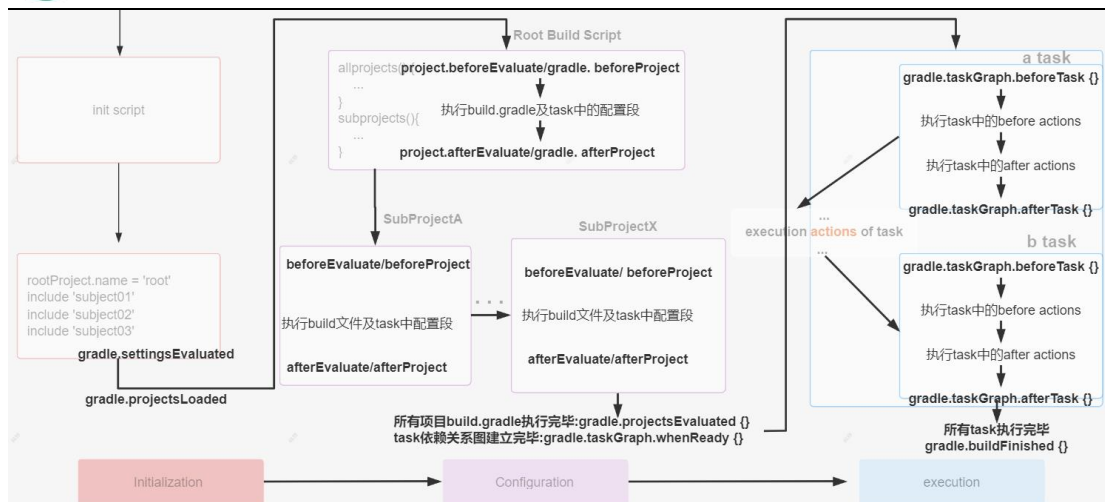 init script
rootProject.name = 'root'
include 'subject01'
include 'subject02'
include 'subject03'
gradle.settingsEvaluated
gradle.projectsLoaded
Root Build Script
allprojects(){
project.beforeEvaluate/gradle. beforeProject
...
}
执行build.gradle及task中的配置段
subprojects(){
...
}
project.afterEvaluate/gradle. afterProject
SubProjectA
beforeEvaluate/beforeProject
执行build文件及task中配置段
afterEvaluate/afterProject
...
SubProjectX
beforeEvaluate/ beforeProject
执行build文件及task中配置段
afterEvaluate/afterProject
所有项目build.gradle执行完毕:gradle.projectsEvaluated {}
task依赖关系图建立完毕:gradle.taskGraph.whenReady {}
a task
gradle.taskGraph.beforeTask {}
执行task中的before actions
执行task中的after actions
gradle.taskGraph.afterTask {}
...
execution actions of task
...
b task
gradle.taskGraph.beforeTask {}
执行task中的before actions
执行task中的after actions
gradle.taskGraph.afterTask {}
所有task执行完毕
gradle.buildFinished {}
Initialization
Configuration
execution